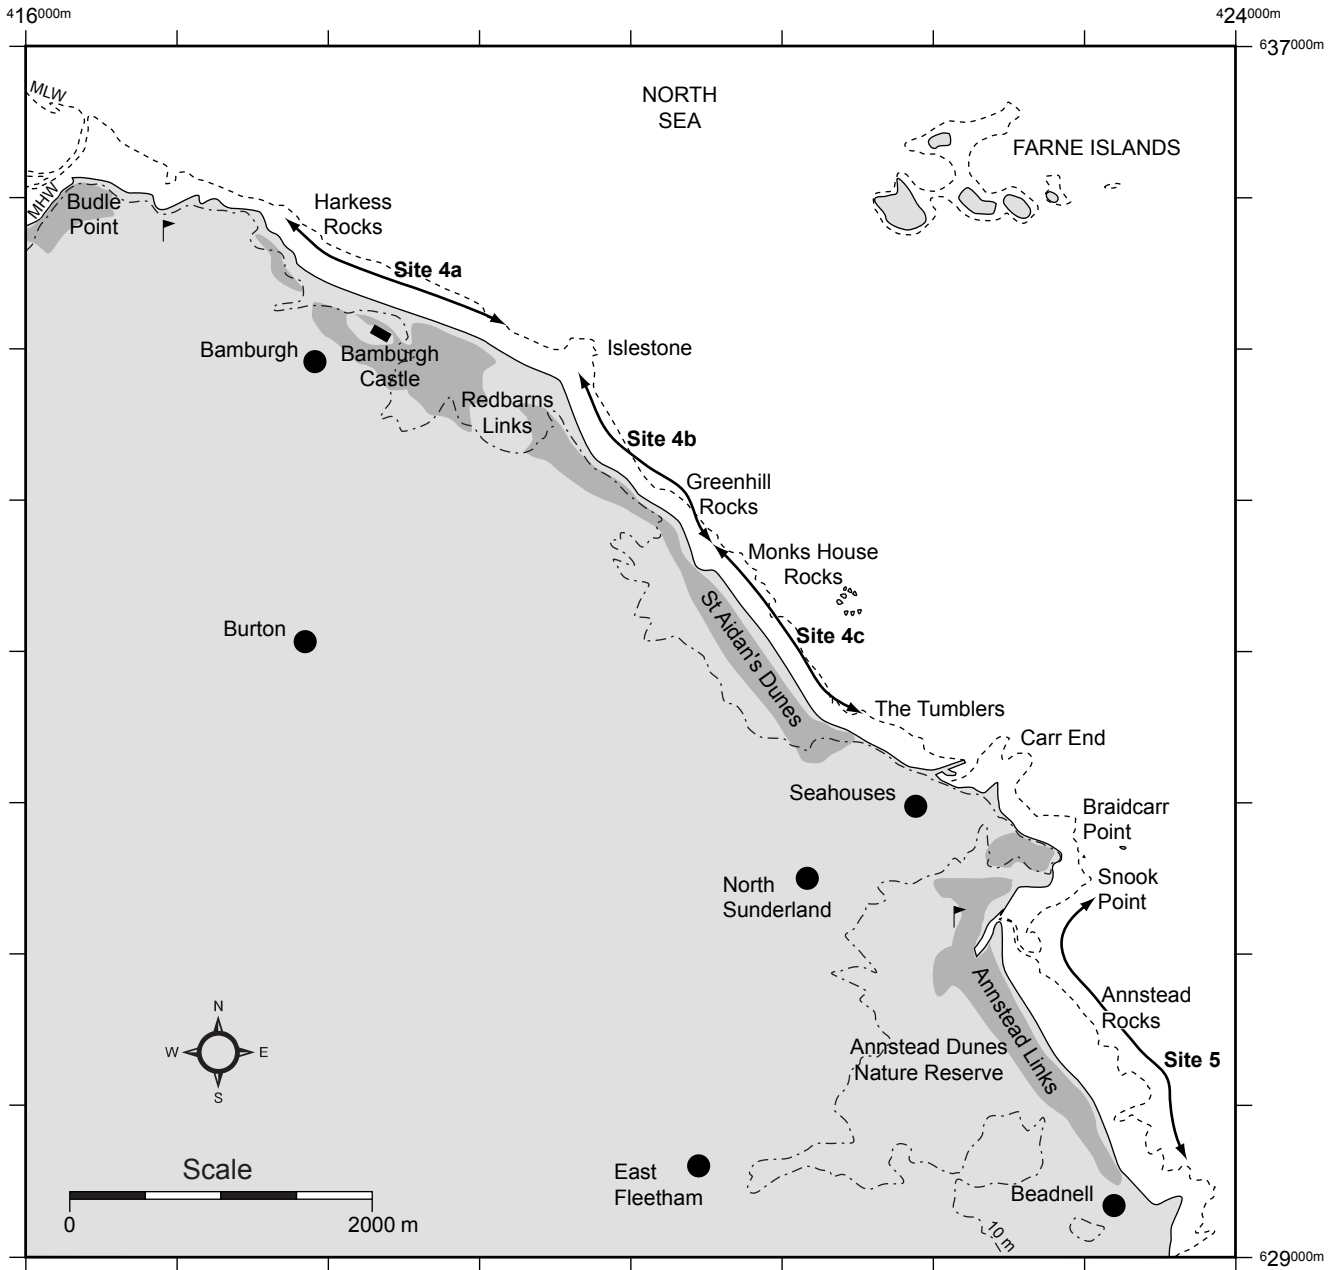 416000m
424000m
637000m
MLW
NORTH
SEA
FARNE ISLANDS
MHW
Budle
Point
Harkess
Rocks
Site 4a
Islestone
Bamburgh
Bamburgh
Castle
Redbarns
Links
Site 4b
Greenhill
Rocks
Monks House
Rocks
St Aidan's Dunes
Burton
Site 4c
The Tumblers
Carr End
Seahouses
Braidcarr
Point
North
Sunderland
Snook
Point
Annstead
Rocks
Annstead Links
N
W
E
S
Annstead Dunes
Nature Reserve
Site 5
Scale
0
2000 m
East
Fleetham
Beadnell
10 m
629000m